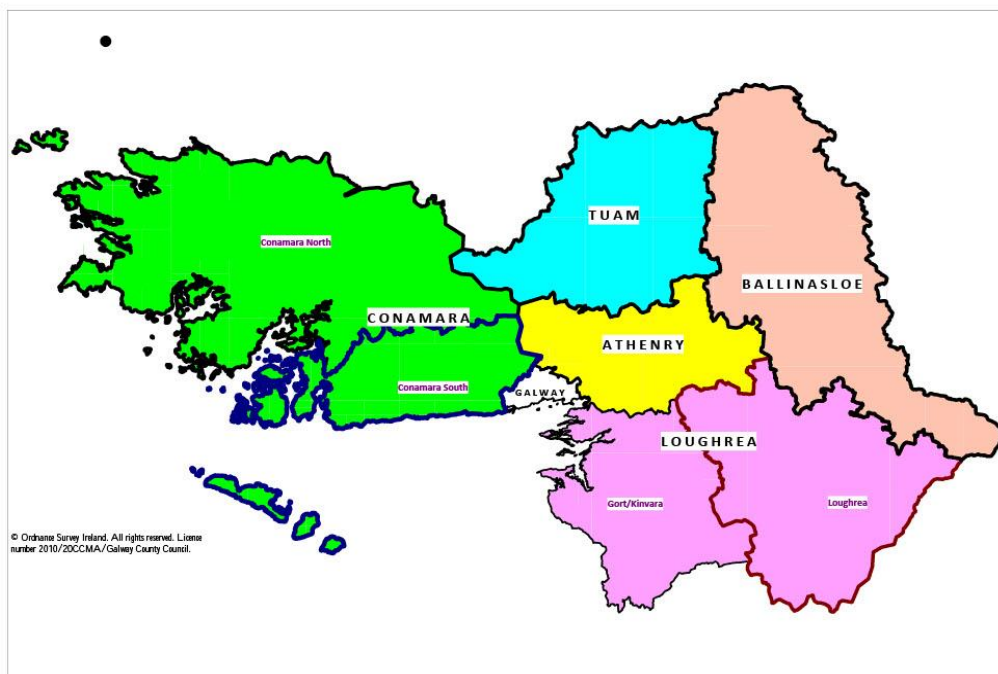 TUAM
Conamara North
BALLINASLOE
CONAMARA
ATHENRY
Conamara South
GALWAY
LOUGHREA
Gort/Kinvara
Loughrea
© Ordnance Survey Ireland. All rights reserved. License
number 2010/20CCMA/Galway County Council.